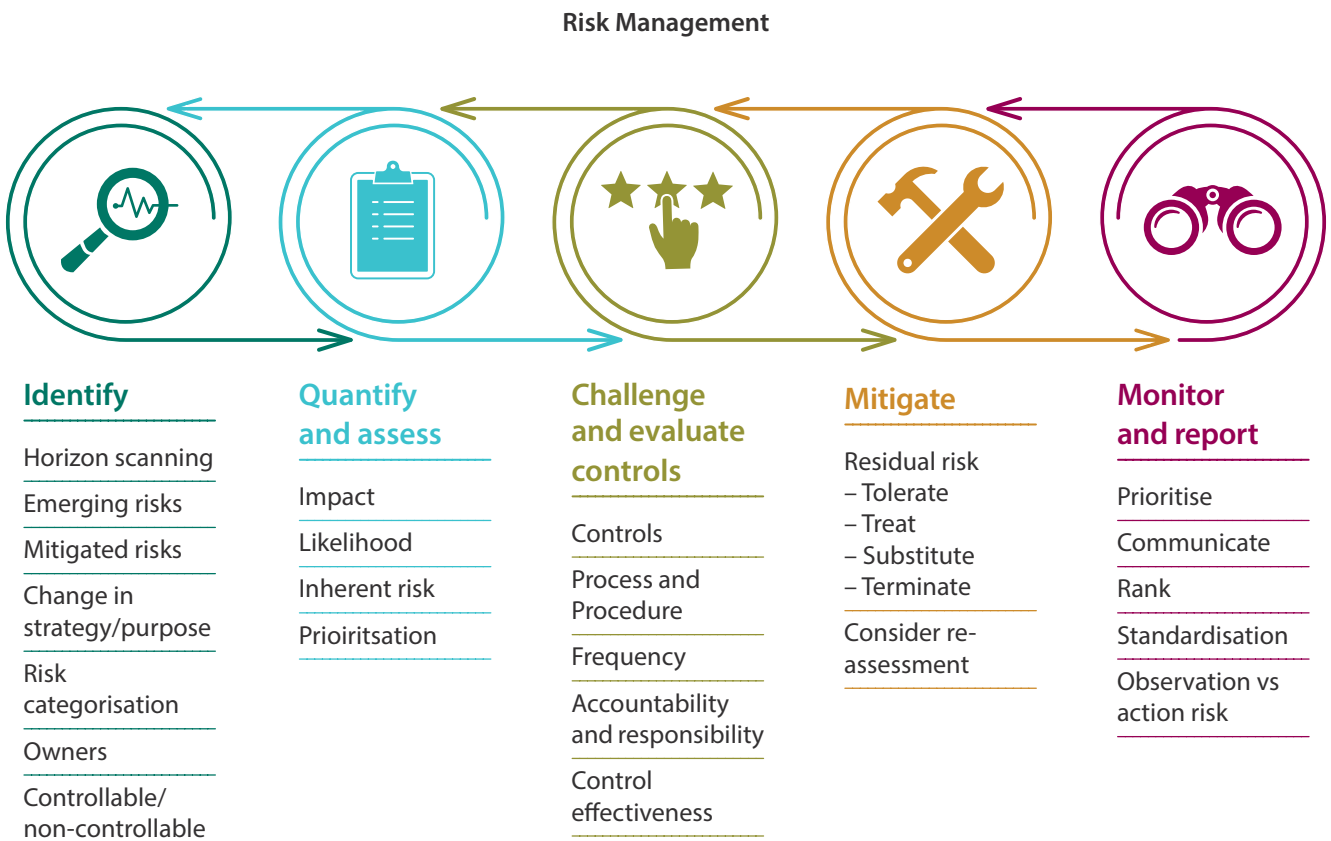 Risk Management
Identify
Horizon scanning
Emerging risks
Mitigated risks
Change in
strategy/purpose
Risk
categorisation
Owners
Controllable/
non-controllable
Quantify
and assess
Impact
Likelihood
Inherent risk
Prioiritsation
Challenge
and evaluate
controls
Controls
Process and
Procedure
Frequency
Accountability
and responsibility
Control
effectiveness
Mitigate
Residual risk
– Tolerate
– Treat
– Substitute
– Terminate
Consider re-
assessment
Monitor
and report
Prioritise
Communicate
Rank
Standardisation
Observation vs
action risk